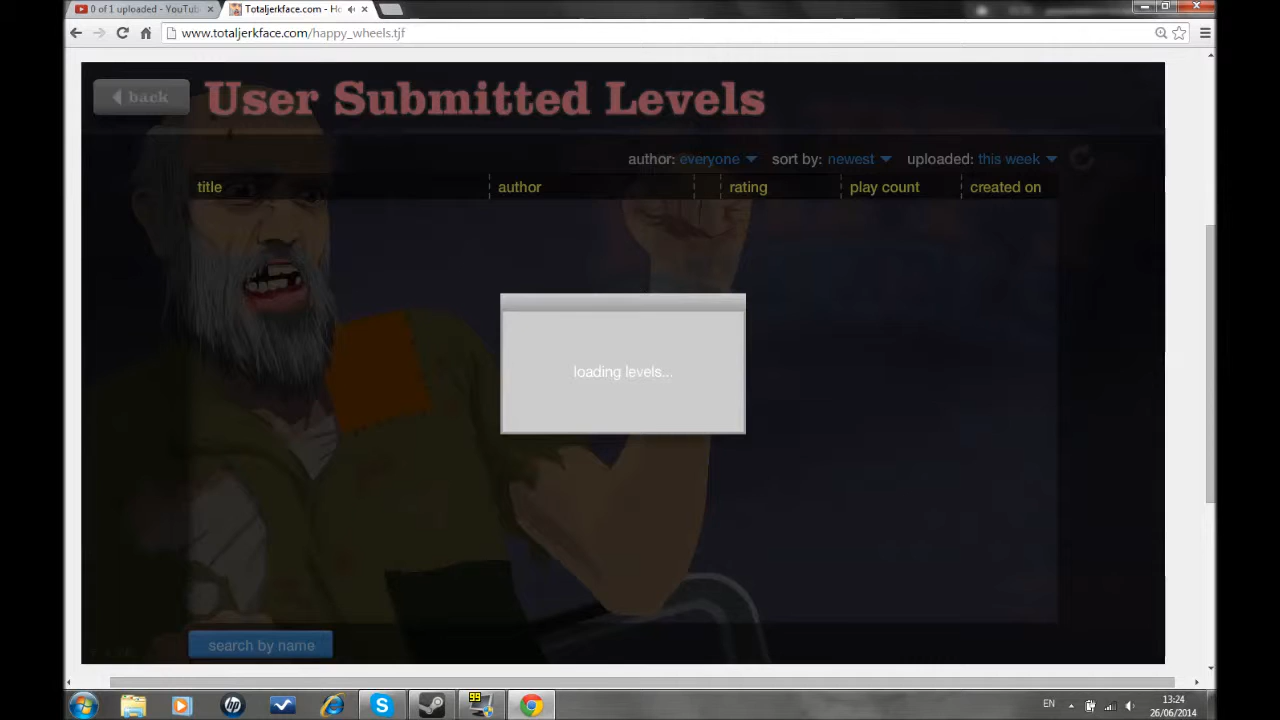 0 of 1 uploaded - YouTub
Totaljerkface.com - Ho
www.totaljerkface.com/happy_wheels.tjf
back
User Submitted Levels
author: everyone
sort by: newest
uploaded: this week
title
author
rating
play count
created on
loading levels...
search by name
99
EN
13:24
26/06/2014